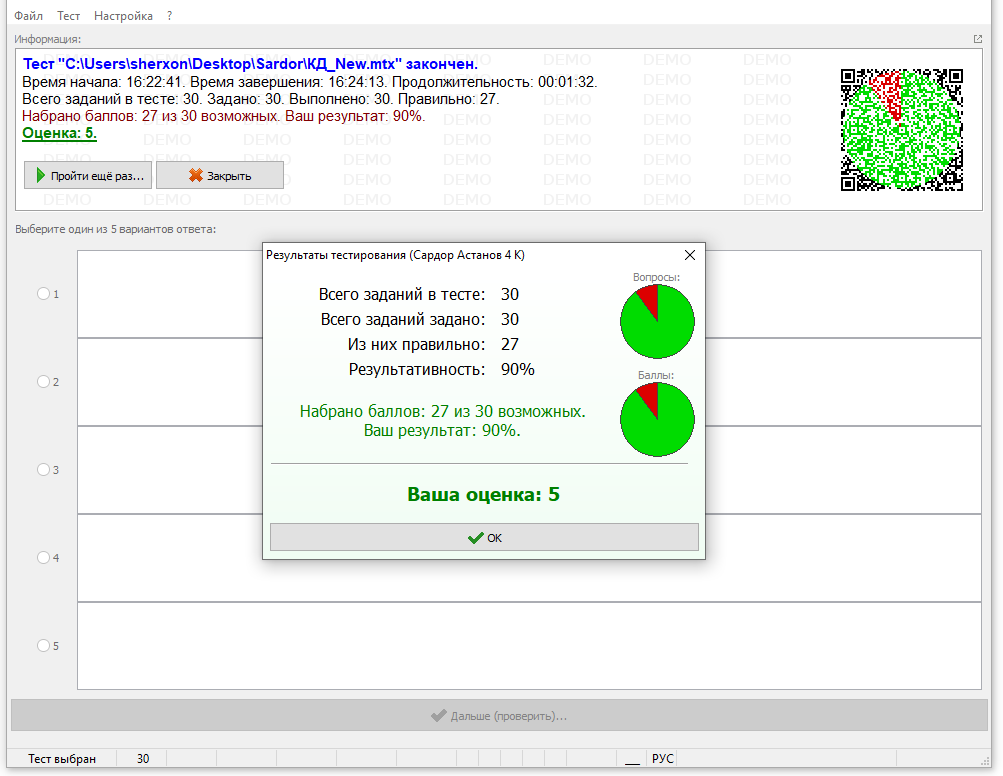 Файл Тест Настройка ?
Информация:
Тест "C:\Users\sherxon\Desktop\Sardor\КД_New.mtx" закончен.
Время начала: 16:22:41. Время завершения: 16:24:13. Продолжительность: 00:01:32.
Всего заданий в тесте: 30. Задано: 30. Выполнено: 30. Правильно: 27.
Набрано баллов: 27 из 30 возможных. Ваш результат: 90%.
Оценка: 5.
DEMO DEMO DEMO DEMO DEMO DEMO DEMO
Пройти ещё раз... Закрыть
Выберите один из 5 вариантов ответа:
Результаты тестирования (Сардор Астанов 4 К)
Вопросы:
Всего заданий в тесте: 30
Всего заданий задано: 30
Из них правильно: 27
Результативность: 90%
Баллы:
Набрано баллов: 27 из 30 возможных.
Ваш результат: 90%.
Ваша оценка: 5
OK
1
2
3
4
5
Дальше (проверить)...
Тест выбран 30 __ РУС